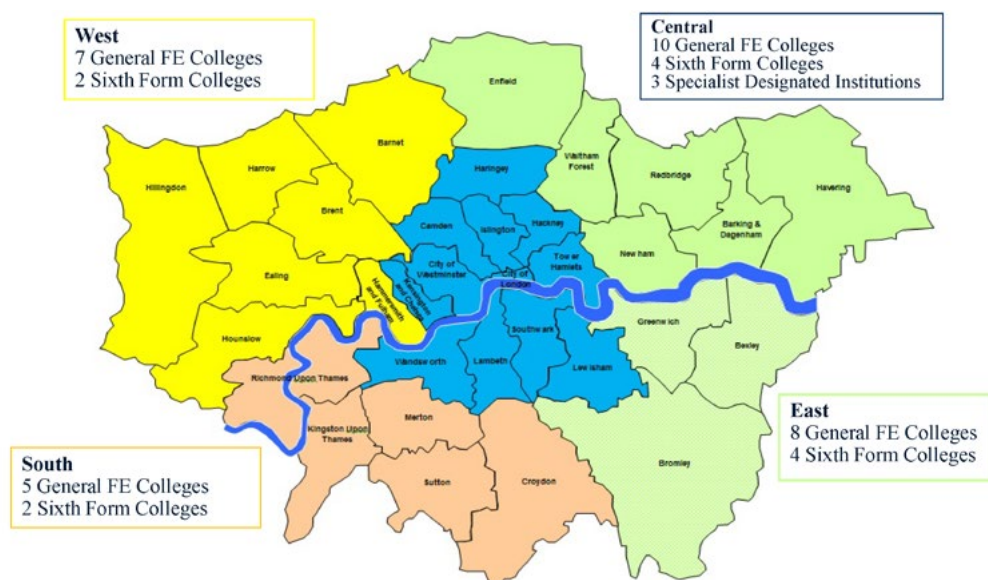 West
7 General FE Colleges
2 Sixth Form Colleges
Central
10 General FE Colleges
4 Sixth Form Colleges
3 Specialist Designated Institutions
Enfield
Barnet
Harrow
Hillingdon
Haringey
Waltham
Forest
Redbridge
Havering
Brent
Camden
Islington
Hackney
Barking &
Dagenham
City of
Westminster
Tower
Hamlets
Newham
Ealing
Hammersmith
and Fulham
Kensington
and Chelsea
City of
London
Hounslow
Southwark
Greenwich
Bexley
Wandsworth
Lambeth
Lewisham
Richmond Upon Thames
Kingston Upon
Thames
Merton
Sutton
Croydon
Bromley
East
8 General FE Colleges
4 Sixth Form Colleges
South
5 General FE Colleges
2 Sixth Form Colleges